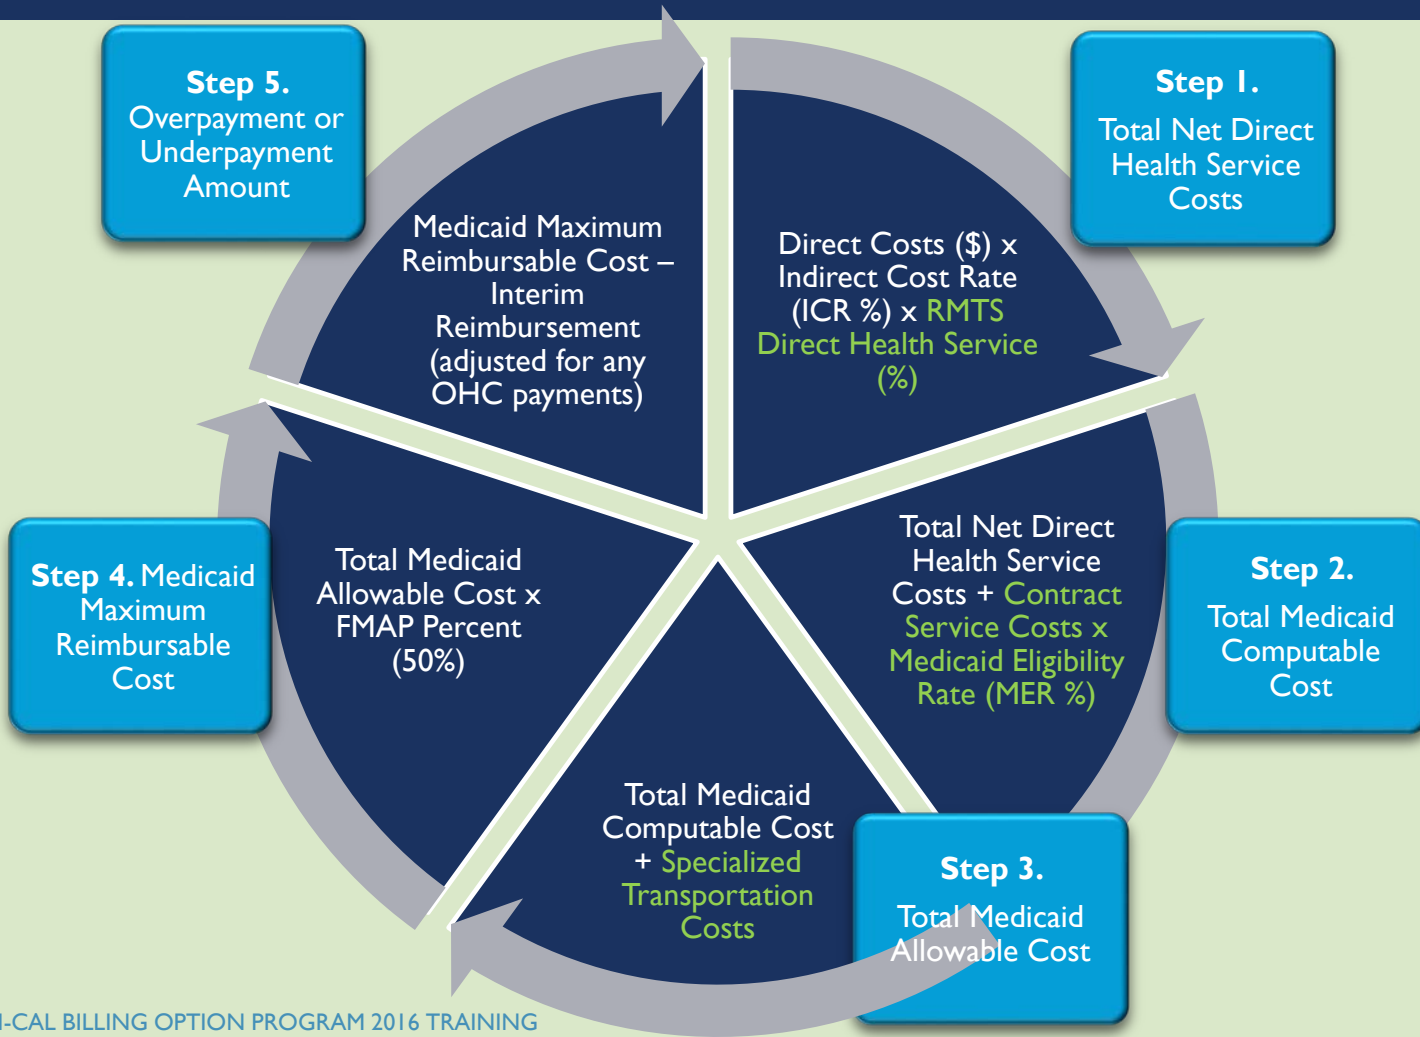 Step 1.
Total Net Direct
Health Service
Costs
Direct Costs ($) x
Indirect Cost Rate
(ICR %) x RMTS
Direct Health Service
(%)
Step 2.
Total Medicaid
Computable
Cost
Total Net Direct
Health Service
Costs + Contract
Service Costs x
Medicaid Eligibility
Rate (MER %)
Step 3.
Total Medicaid
Allowable Cost
Total Medicaid
Computable Cost
+ Specialized
Transportation
Costs
Step 4. Medicaid
Maximum
Reimbursable
Cost
Total Medicaid
Allowable Cost x
FMAP Percent
(50%)
Step 5.
Overpayment or
Underpayment
Amount
Medicaid Maximum
Reimbursable Cost –
Interim
Reimbursement
(adjusted for any
OHC payments)
I-CAL BILLING OPTION PROGRAM 2016 TRAINING